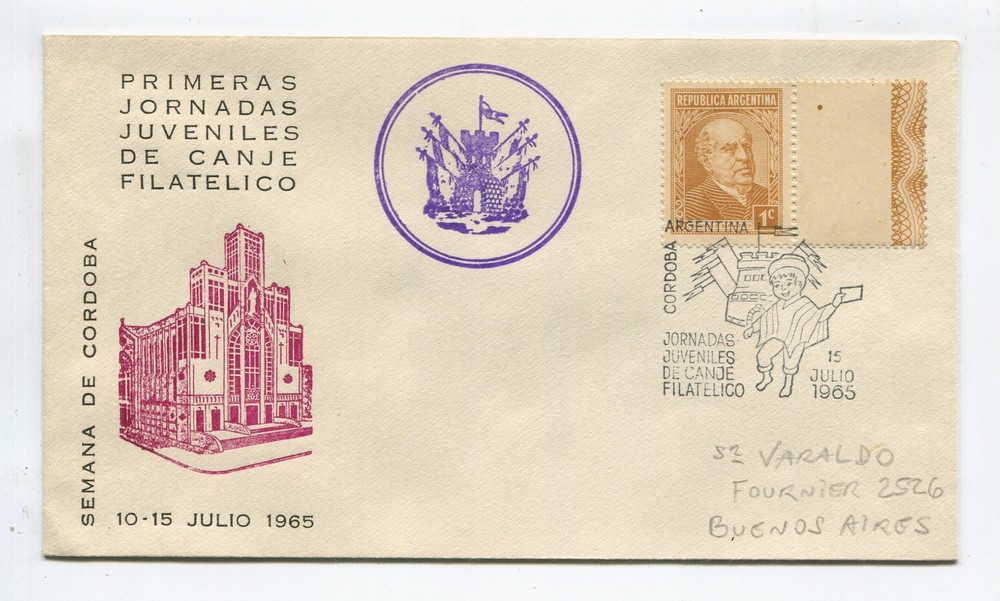 PRIMERAS
JORNADAS
JUVENILES
DE CANJE
FILATELICO
SEMANA DE CORDOBA
10-15 JULIO 1965
REPUBLICA ARGENTINA
1c
CORDOBA
ARGENTINA
JORNADAS
JUVENILES
DE CANJE
FILATELICO
15
JULIO
1965
Sr VARALDO
FOURNIER 2526
BUENOS AIRES